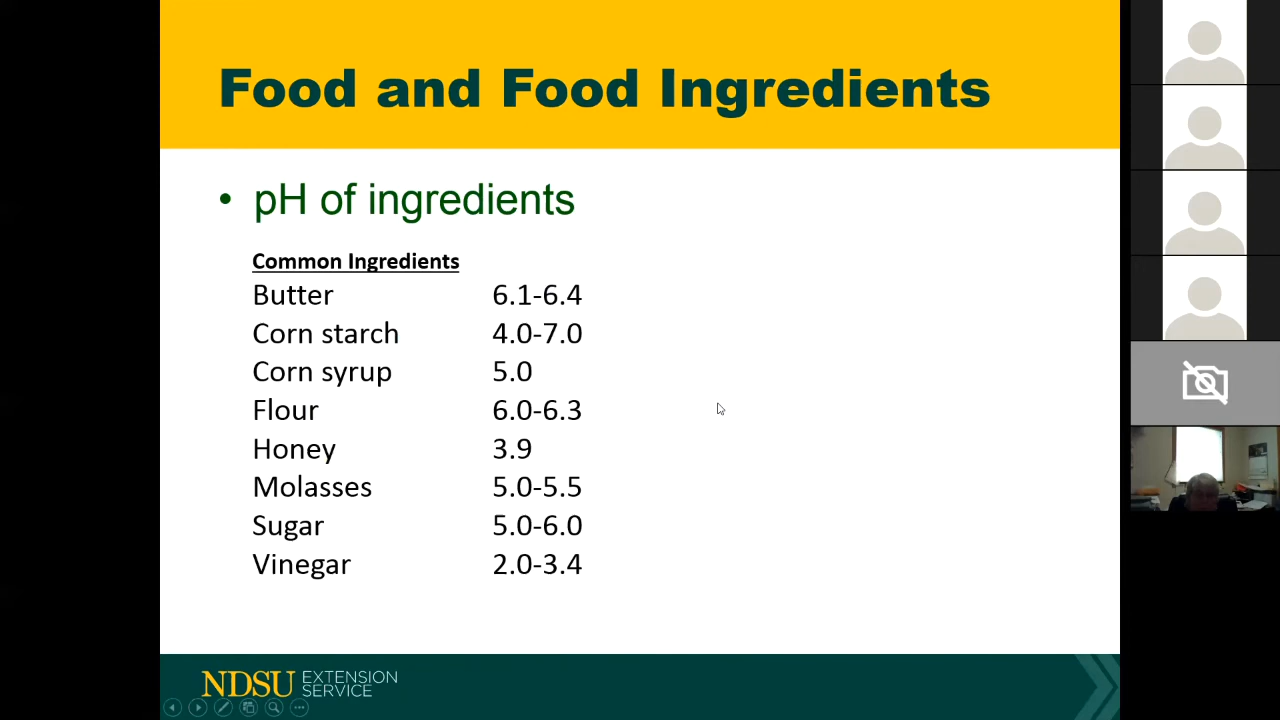 Food and Food Ingredients
• pH of ingredients
Common Ingredients
Butter 6.1-6.4
Corn starch 4.0-7.0
Corn syrup 5.0
Flour 6.0-6.3
Honey 3.9
Molasses 5.0-5.5
Sugar 5.0-6.0
Vinegar 2.0-3.4
NDSU EXTENSION
SERVICE